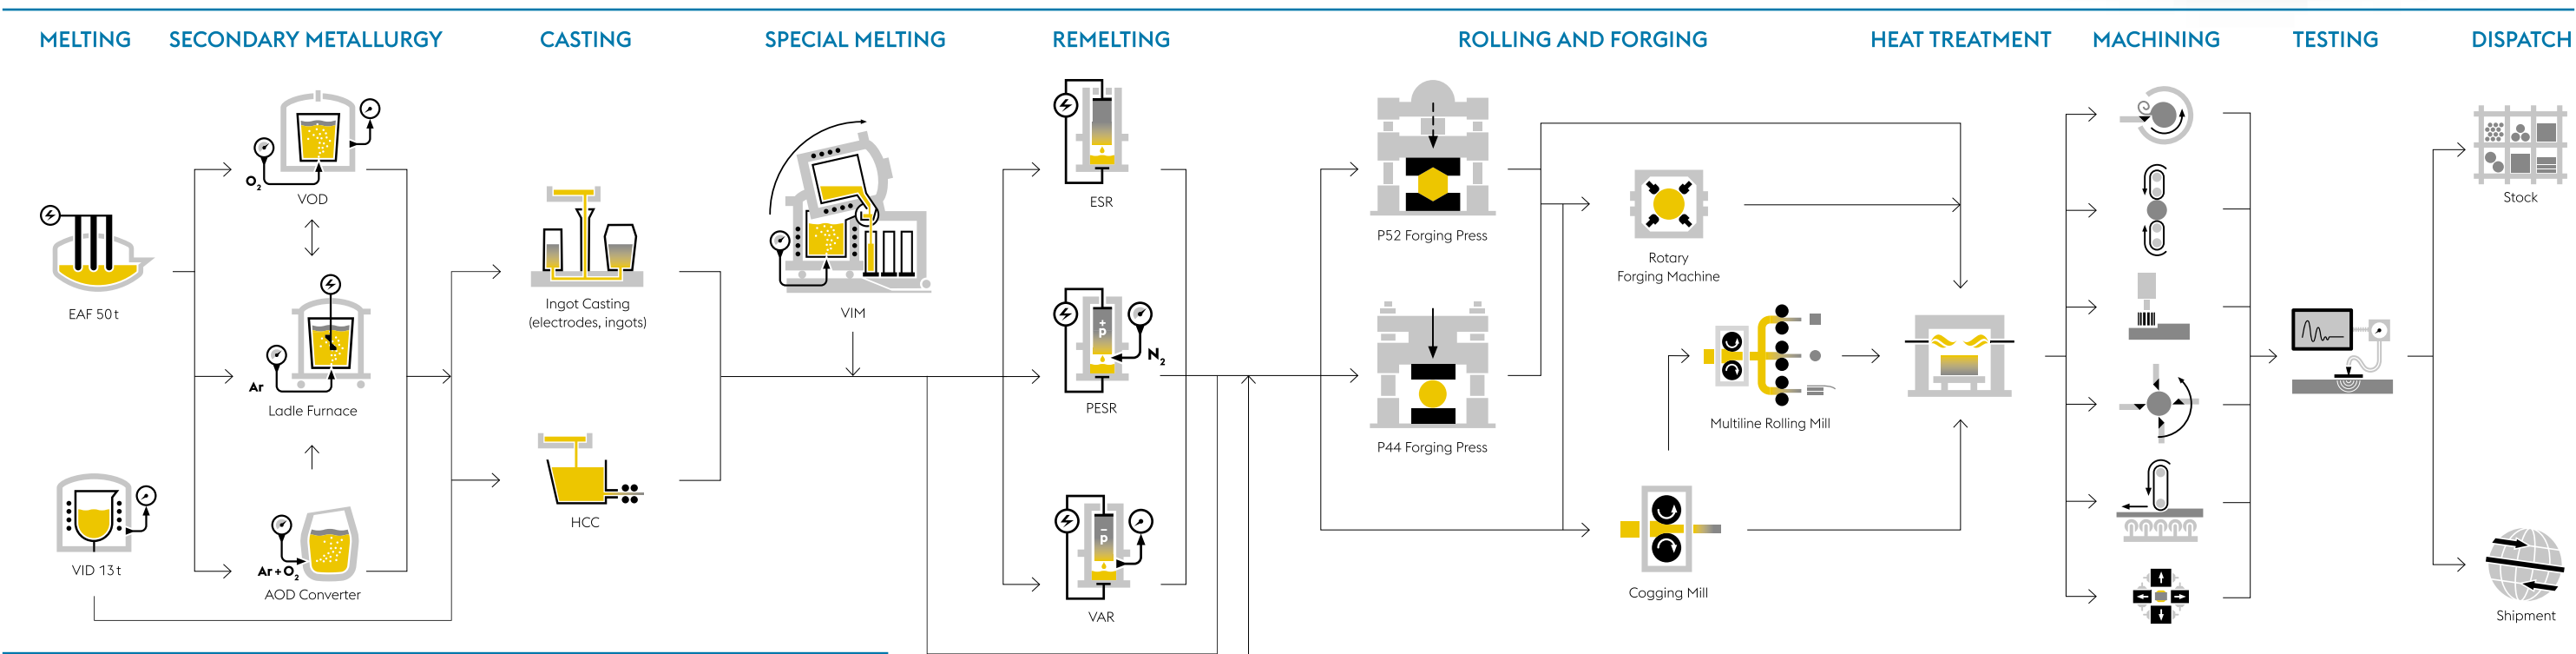 MELTING
SECONDARY METALLURGY
CASTING
SPECIAL MELTING
REMELTING
ROLLING AND FORGING
HEAT TREATMENT
MACHINING
TESTING
DISPATCH
EAF 50 t
VID 13 t
O₂
VOD
Ar
Ladle Furnace
Ar + O₂
AOD Converter
Ingot Casting
(electrodes, ingots)
HCC
VIM
ESR
+
P
N₂
PESR
–
P
VAR
P52 Forging Press
P44 Forging Press
Rotary
Forging Machine
Multiline Rolling Mill
Cogging Mill
Stock
Shipment